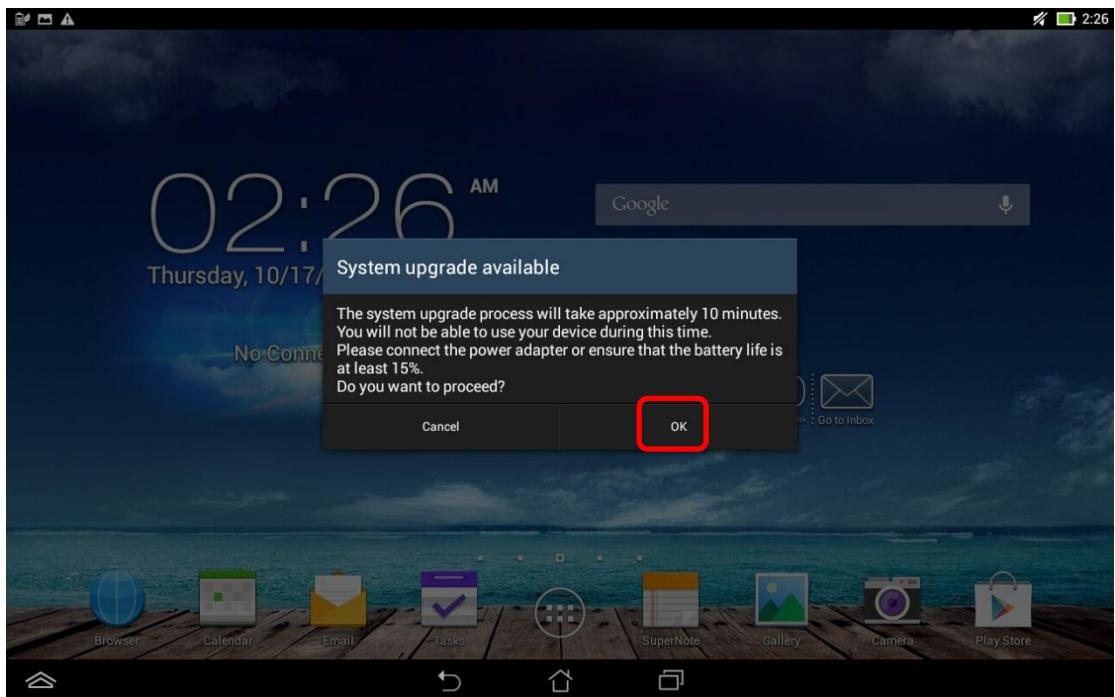 2:26
02:26 AM
Google
Thursday, 10/17/
System upgrade available
The system upgrade process will take approximately 10 minutes.
You will not be able to use your device during this time.
Please connect the power adapter or ensure that the battery life is
at least 15%.
Do you want to proceed?
No Conne
Cancel
OK
Go to Inbox
Browser
Calendar
Email
Tasks
SuperNote
Gallery
Camera
Play Store